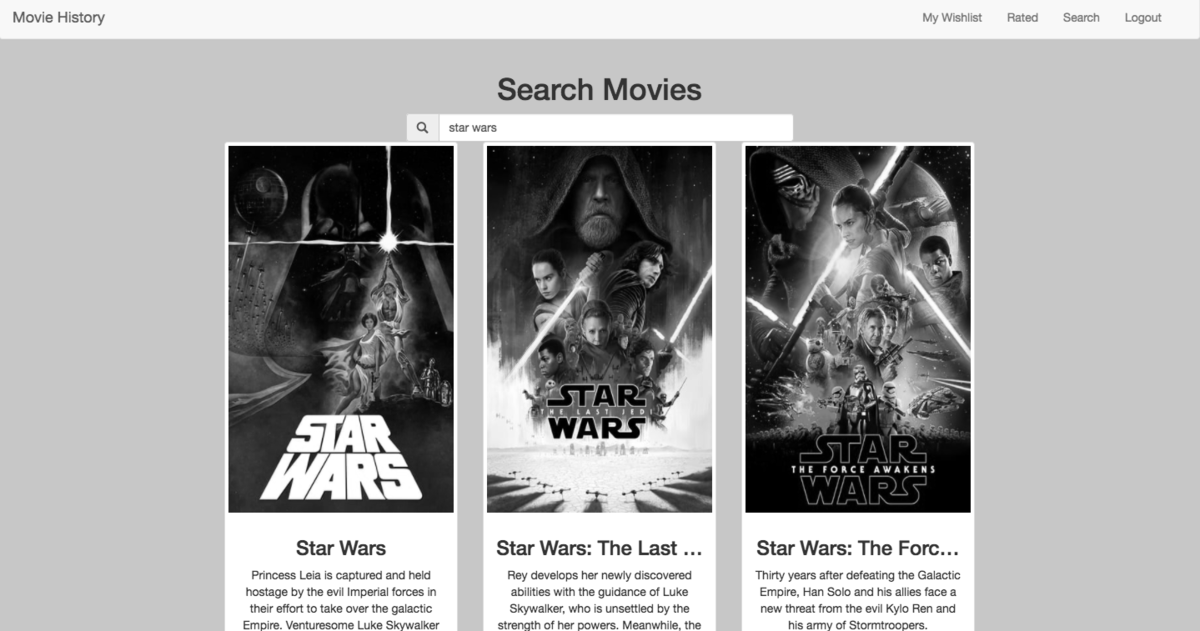 Movie History
My Wishlist
Rated
Search
Logout
Search Movies
star wars
STAR
WARS
STAR
THE LAST JEDI
WARS
STAR
THE FORCE AWAKENS
WARS
Star Wars
Princess Leia is captured and held
hostage by the evil Imperial forces in
their effort to take over the galactic
Empire. Venturesome Luke Skywalker
Star Wars: The Last ...
Rey develops her newly discovered
abilities with the guidance of Luke
Skywalker, who is unsettled by the
strength of her powers. Meanwhile, the
Star Wars: The Forc...
Thirty years after defeating the Galactic
Empire, Han Solo and his allies face a
new threat from the evil Kylo Ren and
his army of Stormtroopers.